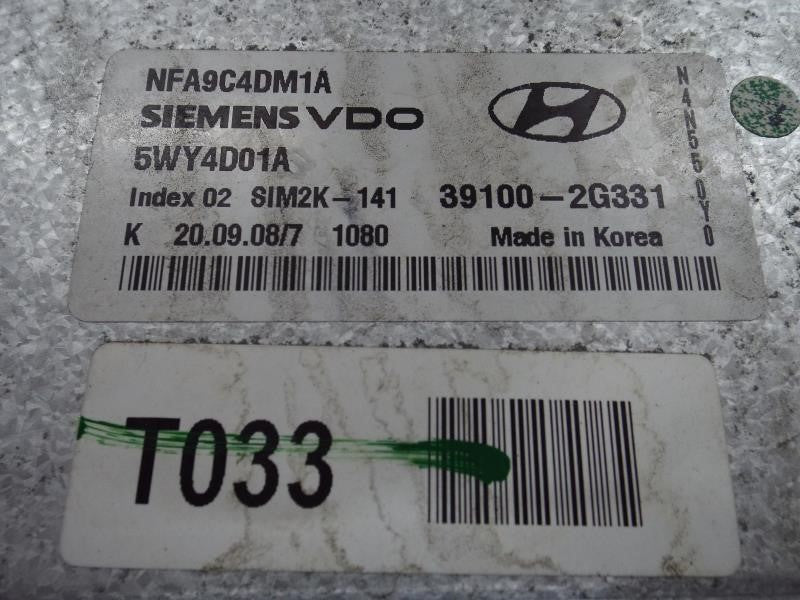 NFA9C4DM1A
SIEMENS VDO
5WY4D01A
Index 02 SIM2K-141 39100-2G331
K 20.09.08/7 1080 Made in Korea
N4N550Y0
T033